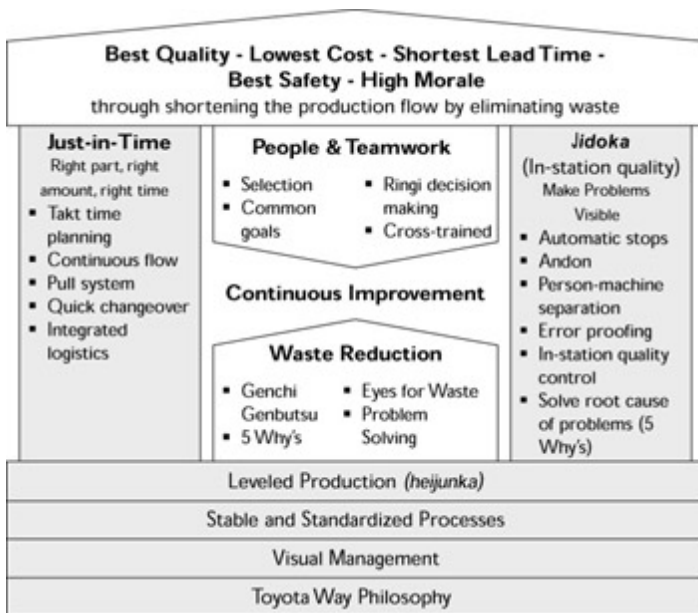 Best Quality - Lowest Cost - Shortest Lead Time -
Best Safety - High Morale
through shortening the production flow by eliminating waste
Just-in-Time
Right part, right
amount, right time
▪ Takt time
planning
▪ Continuous flow
▪ Pull system
▪ Quick changeover
▪ Integrated
logistics
People & Teamwork
▪ Selection
▪ Common
goals
▪ Ringi decision
making
▪ Cross-trained
Continuous Improvement
Waste Reduction
▪ Genchi
Genbutsu
▪ 5 Why's
▪ Eyes for Waste
▪ Problem
Solving
Jidoka
(In-station quality)
Make Problems
Visible
▪ Automatic stops
▪ Andon
▪ Person-machine
separation
▪ Error proofing
▪ In-station quality
control
▪ Solve root cause
of problems (5
Why's)
Leveled Production (heijunka)
Stable and Standardized Processes
Visual Management
Toyota Way Philosophy